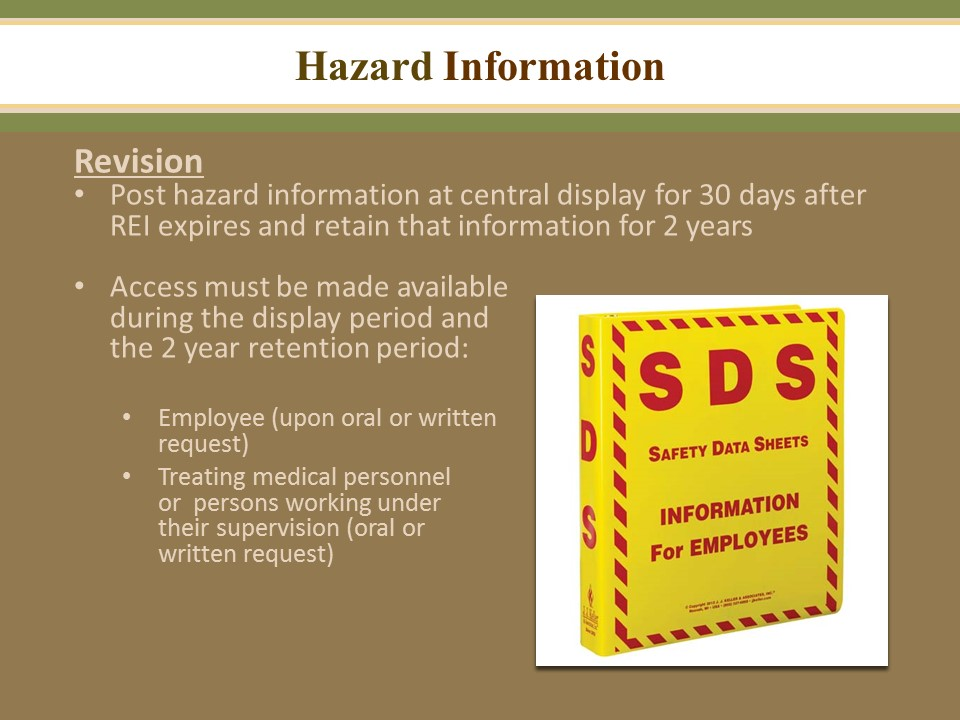 Hazard Information
Revision
• Post hazard information at central display for 30 days after
REI expires and retain that information for 2 years
• Access must be made available
during the display period and
the 2 year retention period:
• Employee (upon oral or written
request)
• Treating medical personnel
or persons working under
their supervision (oral or
written request)
S
D
S
SDS
SAFETY DATA SHEETS
INFORMATION
For EMPLOYEES